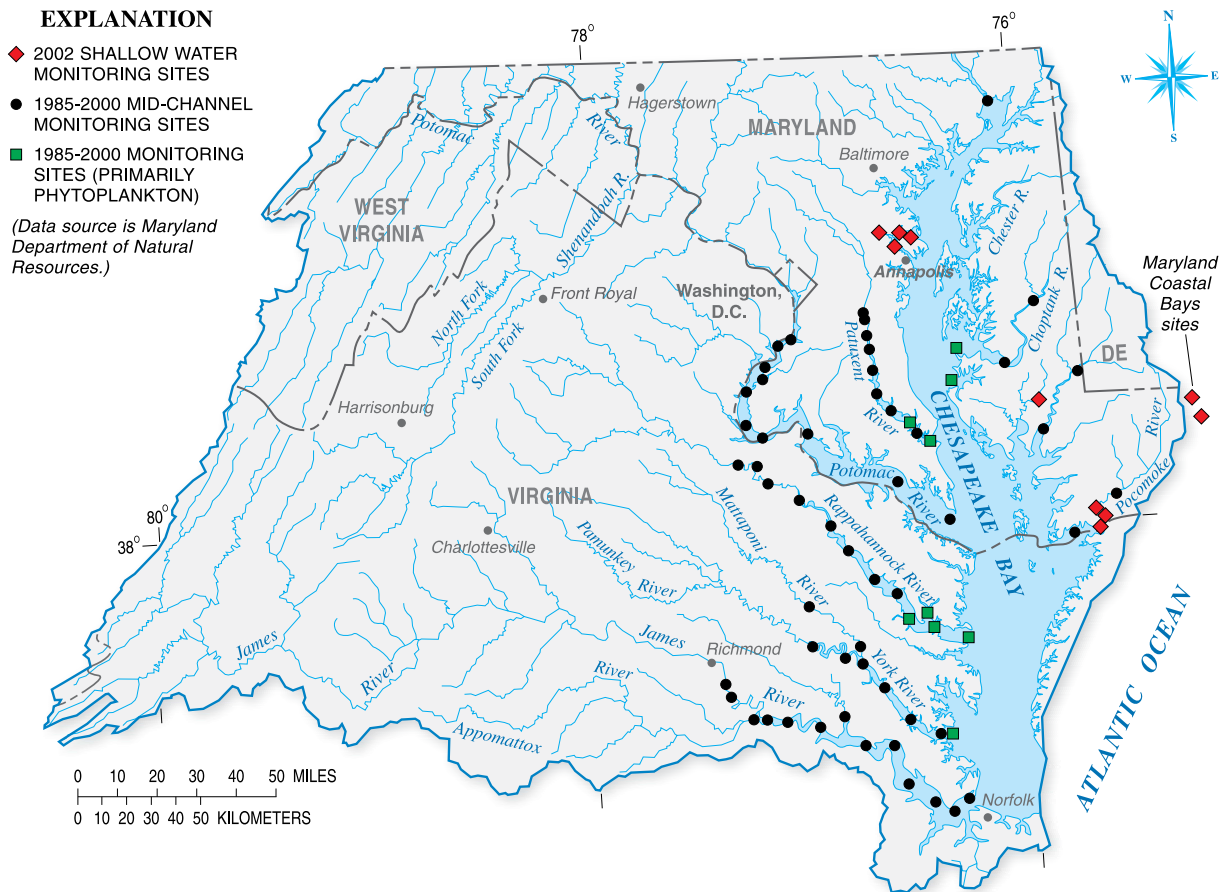 EXPLANATION
2002 SHALLOW WATER
MONITORING SITES
1985-2000 MID-CHANNEL
MONITORING SITES
1985-2000 MONITORING
SITES (PRIMARILY
PHYTOPLANKTON)
(Data source is Maryland
Department of Natural
Resources.)
78°
76°
N
W E
S
Hagerstown
Potomac
River
MARYLAND
Baltimore
WEST
VIRGINIA
Shenandoah R.
Chester R.
Annapolis
Maryland
Coastal
Bays
sites
Front Royal
Washington,
D.C.
North Fork
South Fork
Patuxent
River
Choptank R.
DE
Harrisonburg
CHESAPEAKE BAY
River
Pocomoke
Potomac
River
VIRGINIA
80°
38°
Charlottesville
Mattaponi
River
Rappahannock River
Pamunkey
River
James
River
James
River
Richmond
River
York River
Appomattox
ATLANTIC OCEAN
Norfolk
0 10 20 30 40 50 MILES
0 10 20 30 40 50 KILOMETERS